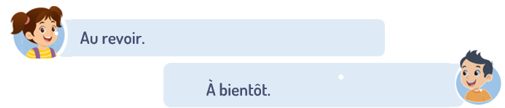 Au revoir.
À bientôt.